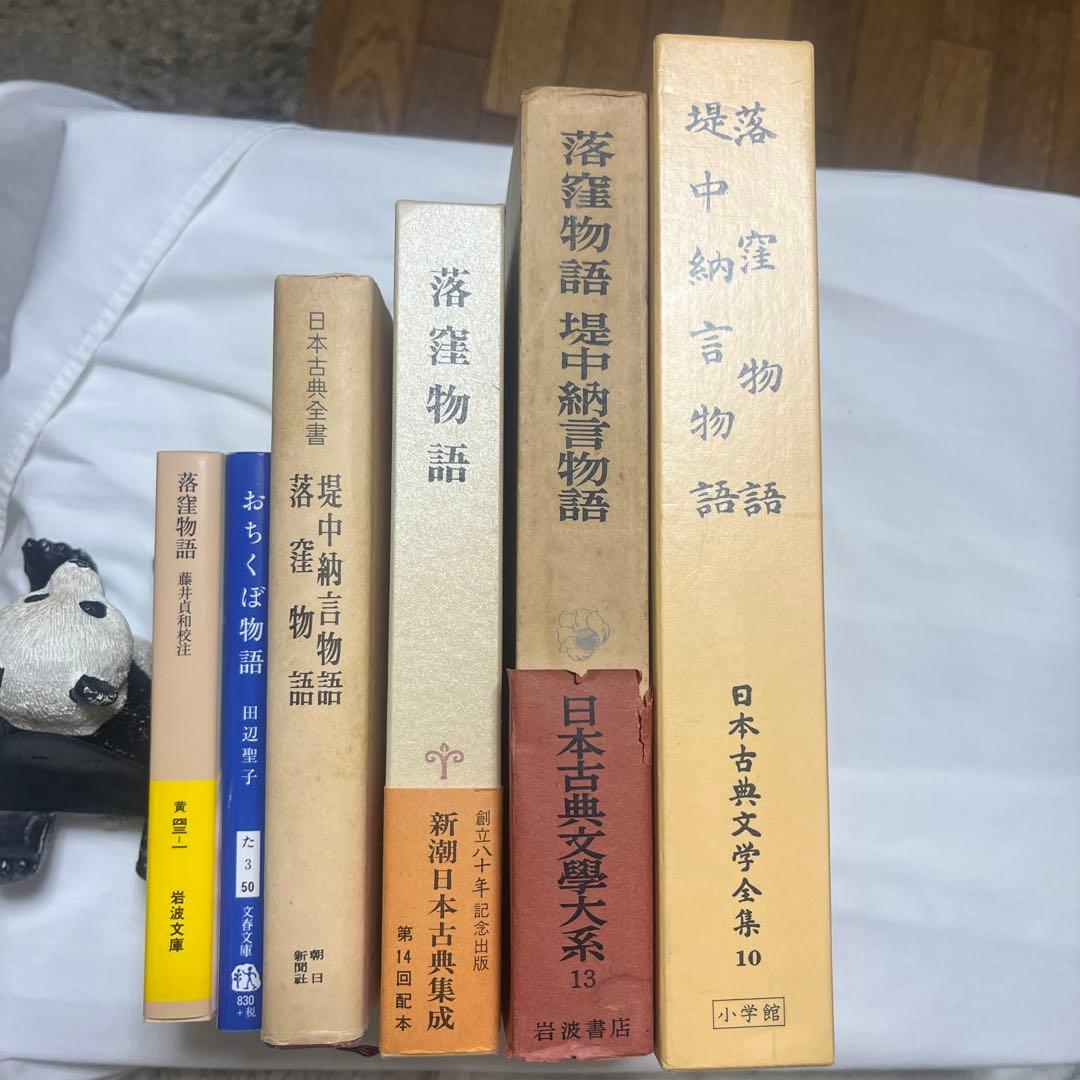 落窪物語
藤井貞和校注
黄四三-一
岩波文庫
おちくぼ物語
田辺聖子
た
3
50
文春文庫
830
+税
日本古典全書
堤中納言物語
落窪物語
朝日
新聞社
落窪物語
創立八十年記念出版
新潮日本古典集成
第14回配本
落窪物語 堤中納言物語
日本古典文學大系
13
岩波書店
落窪物語
堤中納言物語
日本古典文学全集
10
小学館